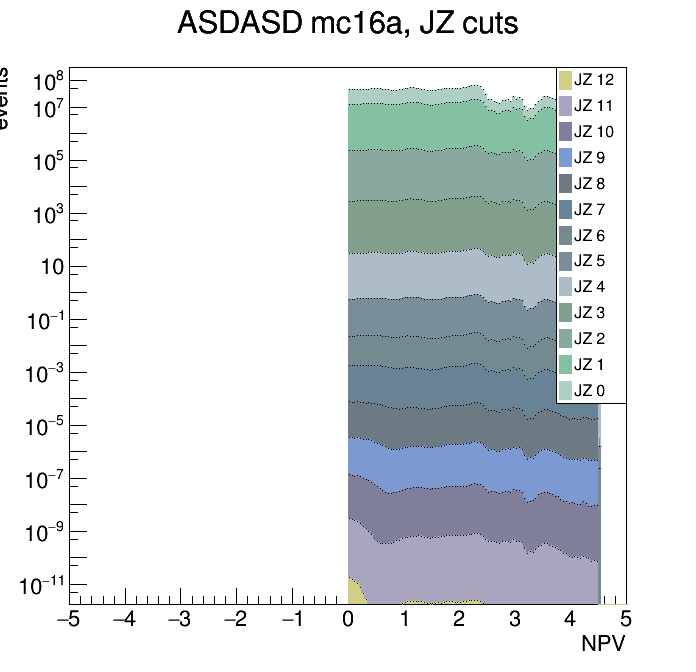 ASDASD mc16a, JZ cuts
events
10⁸
10⁷
10⁵
10³
10
10⁻¹
10⁻³
10⁻⁵
10⁻⁷
10⁻⁹
10⁻¹¹
JZ 12
JZ 11
JZ 10
JZ 9
JZ 8
JZ 7
JZ 6
JZ 5
JZ 4
JZ 3
JZ 2
JZ 1
JZ 0
−5 −4 −3 −2 −1 0 1 2 3 4 5
NPV